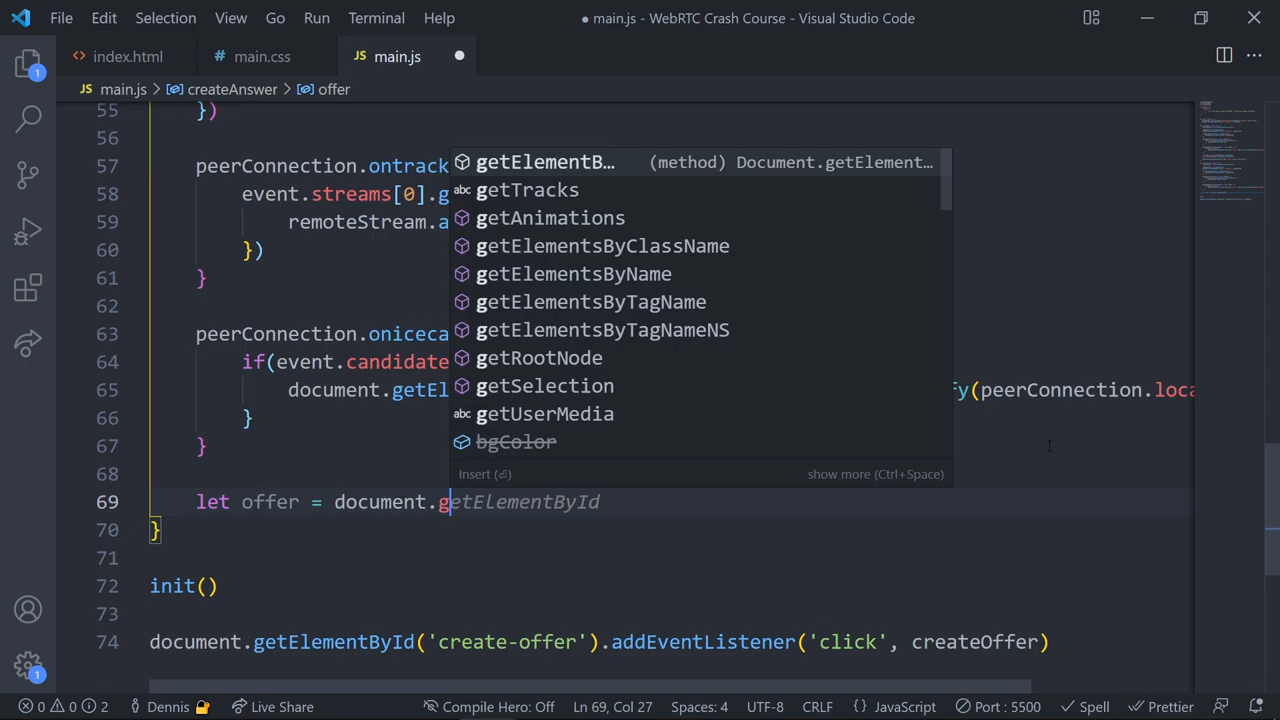 File Edit Selection View Go Run Terminal Help ● main.js - WebRTC Crash Course - Visual Studio Code
<> index.html # main.css JS main.js ●
JS main.js > createAnswer > offer
55 })
56
57 peerConnection.ontrack
58 event.streams[0].g
59 remoteStream.a
60 })
61 }
62
63 peerConnection.oniceca
64 if(event.candidate
65 document.getEl fy(peerConnection.loca
66 }
67 }
68
69 let offer = document.getElementById
70 }
71
72 init()
73
74 document.getElementById('create-offer').addEventListener('click', createOffer)
getElementB... (method) Document.getElement...
abc getTracks
getAnimations
getElementsByClassName
getElementsByName
getElementsByTagName
getElementsByTagNameNS
getRootNode
getSelection
abc getUserMedia
bgColor
Insert (⏎) show more (Ctrl+Space)
1
1
0 0 2 Dennis Live Share Compile Hero: Off Ln 69, Col 27 Spaces: 4 UTF-8 CRLF {} JavaScript Port : 5500 Spell Prettier